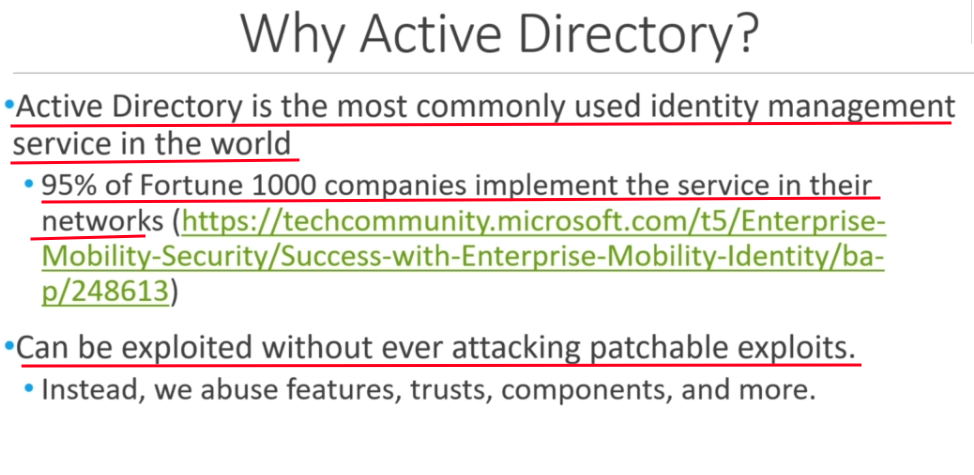 Why Active Directory?
•Active Directory is the most commonly used identity management
service in the world
• 95% of Fortune 1000 companies implement the service in their
networks (https://techcommunity.microsoft.com/t5/Enterprise-
Mobility-Security/Success-with-Enterprise-Mobility-Identity/ba-
p/248613)
•Can be exploited without ever attacking patchable exploits.
• Instead, we abuse features, trusts, components, and more.